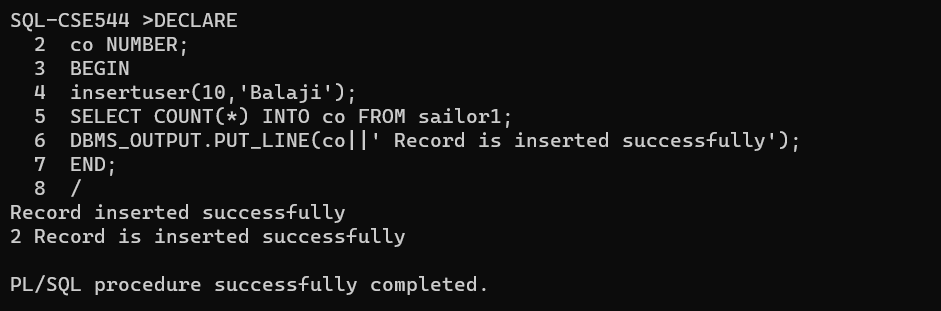 SQL-CSE544 >DECLARE
  2  co NUMBER;
  3  BEGIN
  4  insertuser(10,'Balaji');
  5  SELECT COUNT(*) INTO co FROM sailor1;
  6  DBMS_OUTPUT.PUT_LINE(co||' Record is inserted successfully');
  7  END;
  8  /
Record inserted successfully
2 Record is inserted successfully

PL/SQL procedure successfully completed.